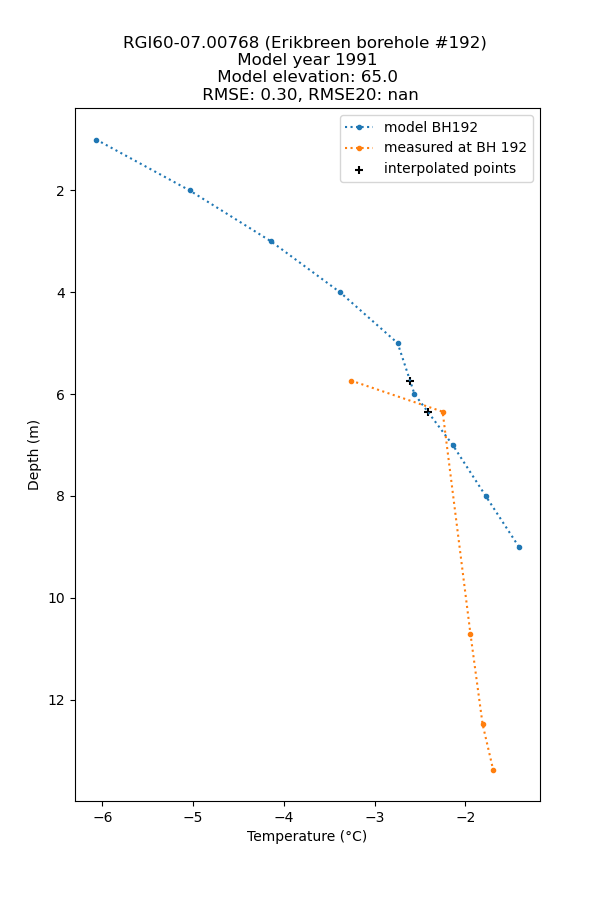 RGI60-07.00768 (Erikbreen borehole #192)
Model year 1991
Model elevation: 65.0
RMSE: 0.30, RMSE20: nan
model BH192
measured at BH 192
interpolated points
2
4
6
8
10
12
Depth (m)
−6 −5 −4 −3 −2
Temperature (°C)